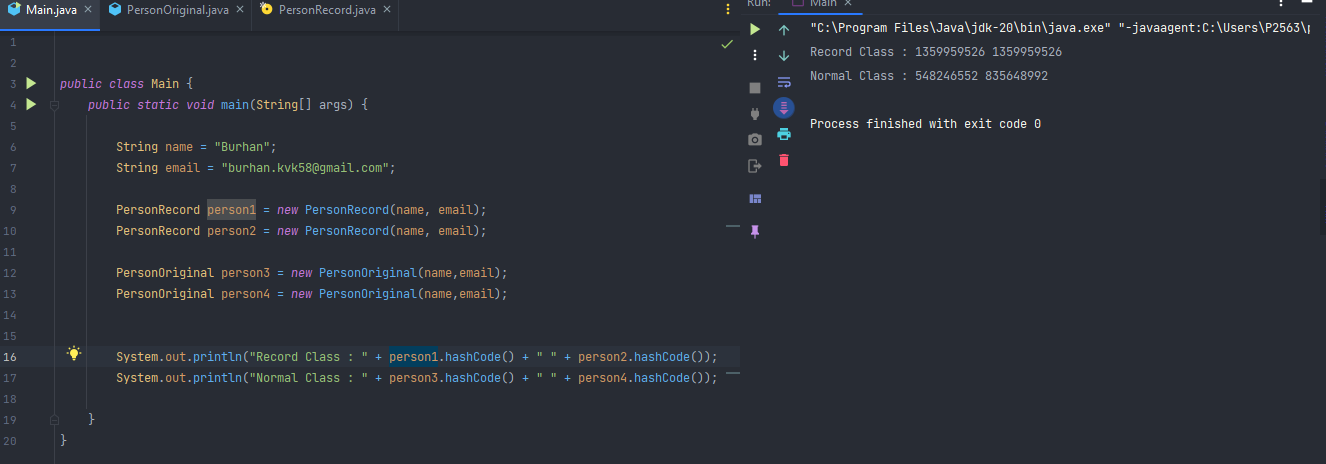 Main.java PersonOriginal.java PersonRecord.java
Run: Main
1
2
3 public class Main {
4 public static void main(String[] args) {
5
6 String name = "Burhan";
7 String email = "burhan.kvk58@gmail.com";
8
9 PersonRecord person1 = new PersonRecord(name, email);
10 PersonRecord person2 = new PersonRecord(name, email);
11
12 PersonOriginal person3 = new PersonOriginal(name,email);
13 PersonOriginal person4 = new PersonOriginal(name,email);
14
15
16 System.out.println("Record Class : " + person1.hashCode() + " " + person2.hashCode());
17 System.out.println("Normal Class : " + person3.hashCode() + " " + person4.hashCode());
18
19 }
20 }
"C:\Program Files\Java\jdk-20\bin\java.exe" "-javaagent:C:\Users\P2563\
Record Class : 1359959526 1359959526
Normal Class : 548246552 835648992
Process finished with exit code 0